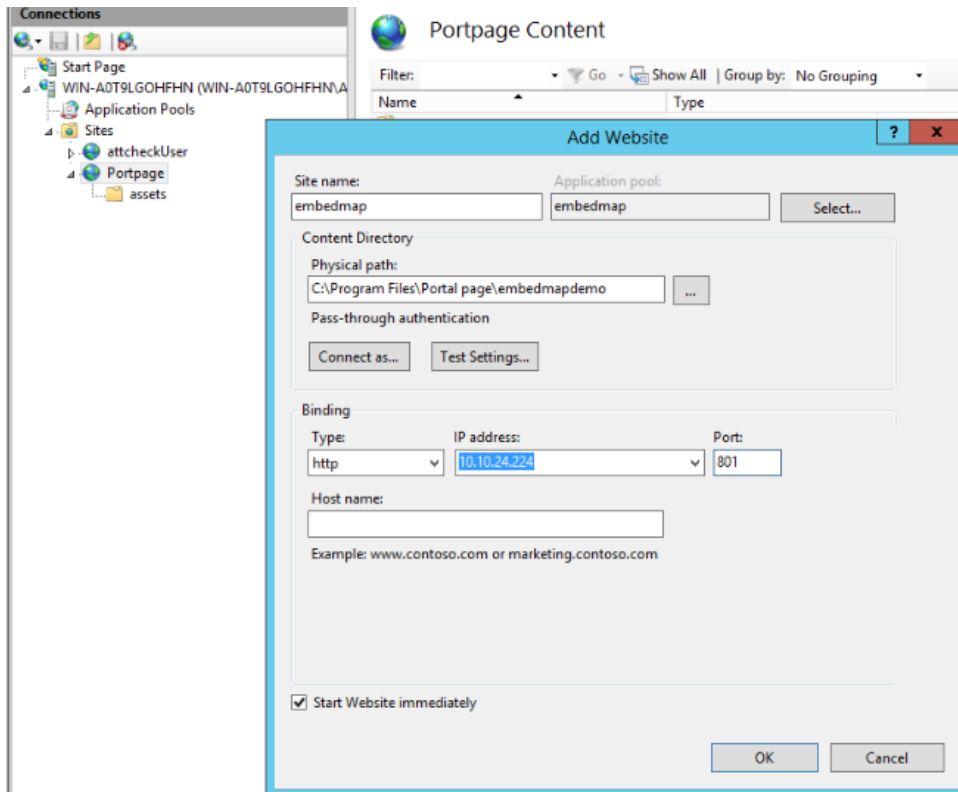 Connections
Start Page
WIN-A0T9LGOHFHN (WIN-A0T9LGOHFHN\A
Application Pools
Sites
attcheckUser
Portpage
assets
Portpage Content
Filter: Go Show All Group by: No Grouping
Name Type
Add Website ? x
Site name: Application pool:
embedmap embedmap Select...
Content Directory
Physical path:
C:\Program Files\Portal page\embedmapdemo ...
Pass-through authentication
Connect as... Test Settings...
Binding
Type: IP address: Port:
http 10.10.24.224 801
Host name:
Example: www.contoso.com or marketing.contoso.com
Start Website immediately
OK Cancel